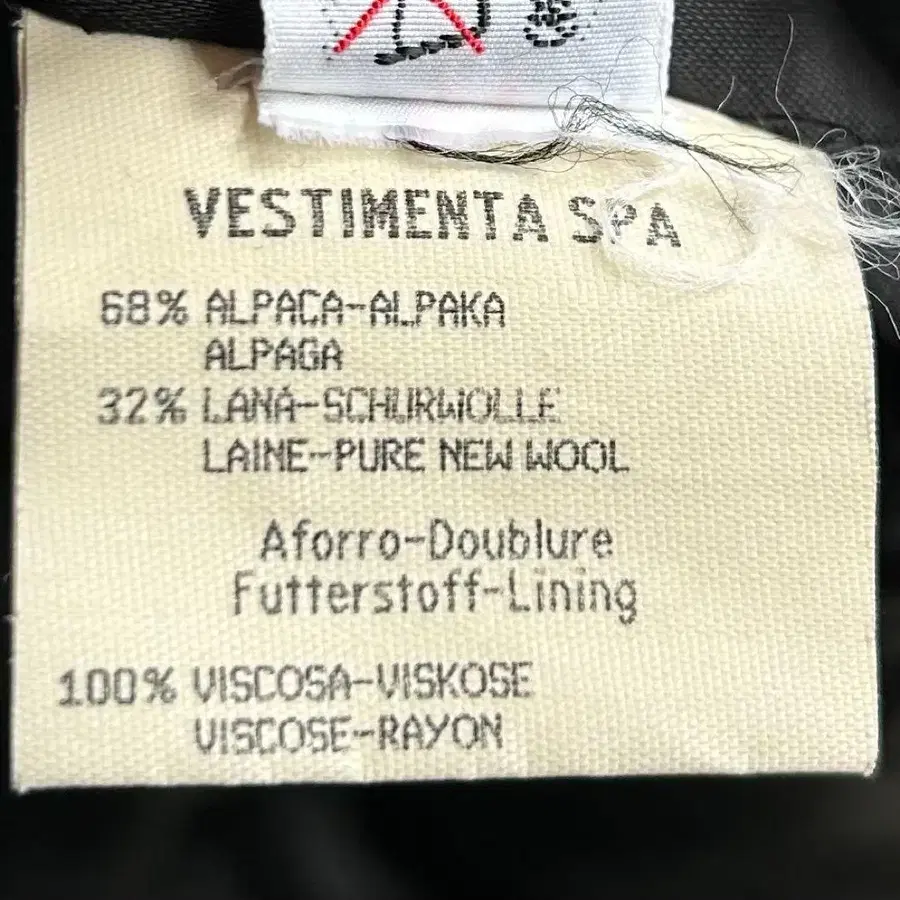 VESTIMENTA SPA
68% ALPACA-ALPAKA
ALPAGA
32% LANA-SCHURWOLLE
LAINE-PURE NEW WOOL
Aforro-Doublure
Futterstoff-Lining
100% VISCOSA-VISKOSE
VISCOSE-RAYON